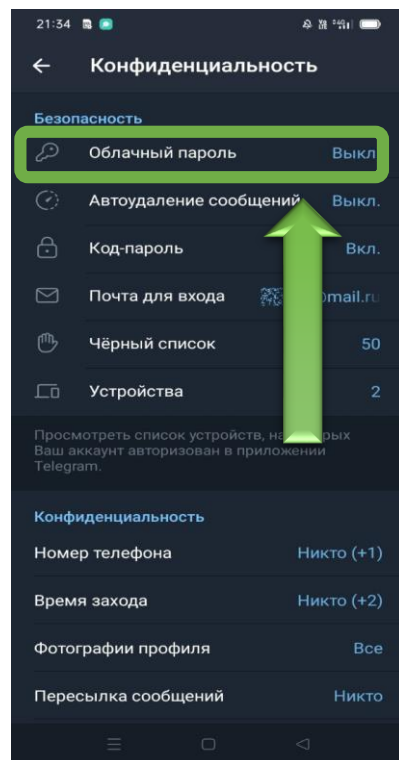 21:34
Конфиденциальность
Безопасность
Облачный пароль Выкл
Автоудаление сообщений Выкл.
Код-пароль Вкл.
Почта для входа @mail.ru
Чёрный список 50
Устройства 2
Просмотреть список устройств, на
Ваш аккаунт авторизован в приложении
Telegram.
Конфиденциальность
Номер телефона Никто (+1)
Время захода Никто (+2)
Фотографии профиля Все
Пересылка сообщений Никто